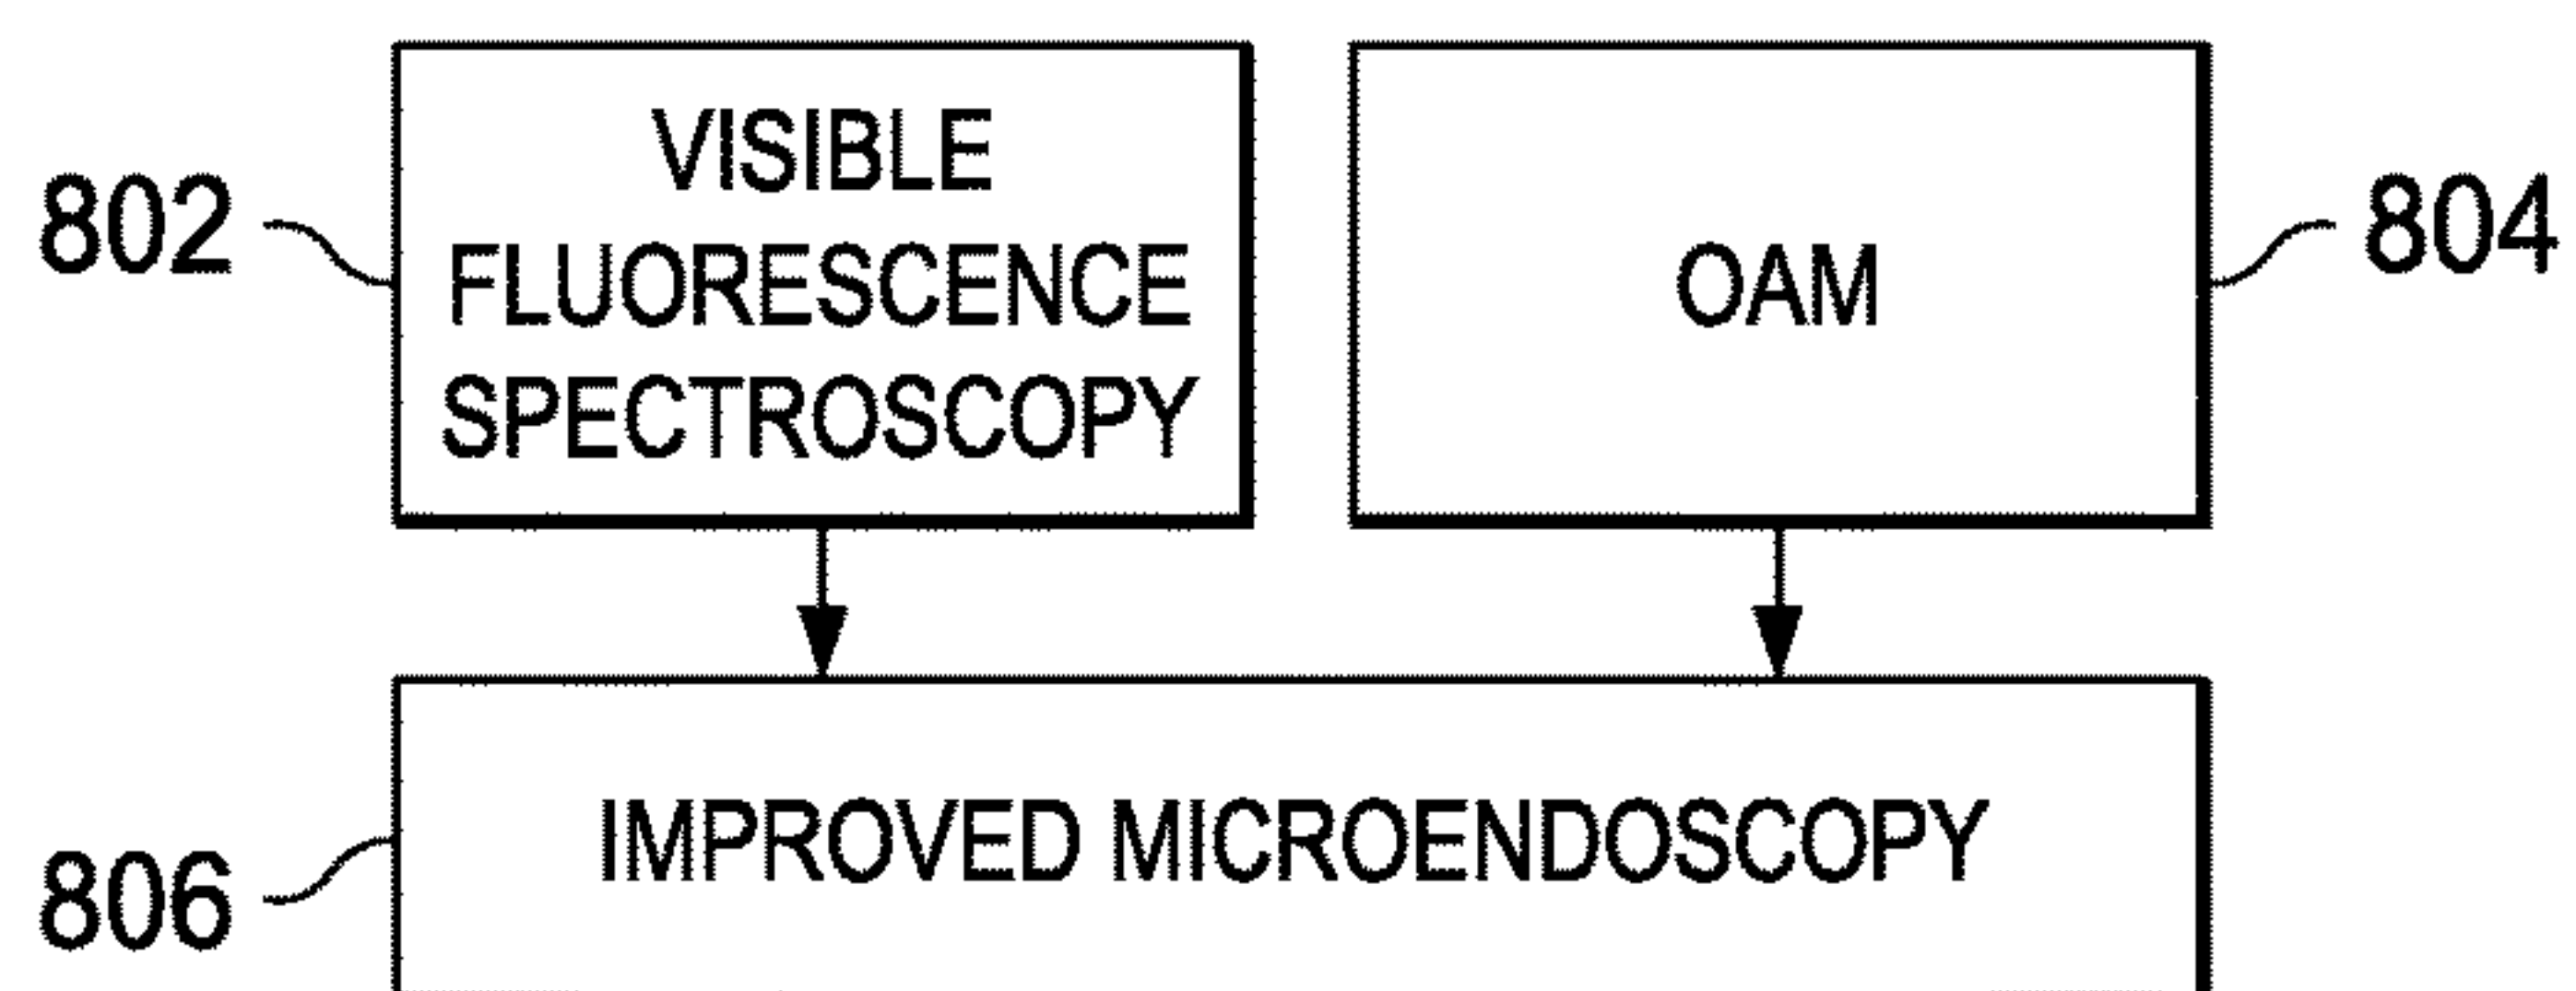 VISIBLE
FLUORESCENCE
SPECTROSCOPY
802
OAM
804
IMPROVED MICROENDOSCOPY
806